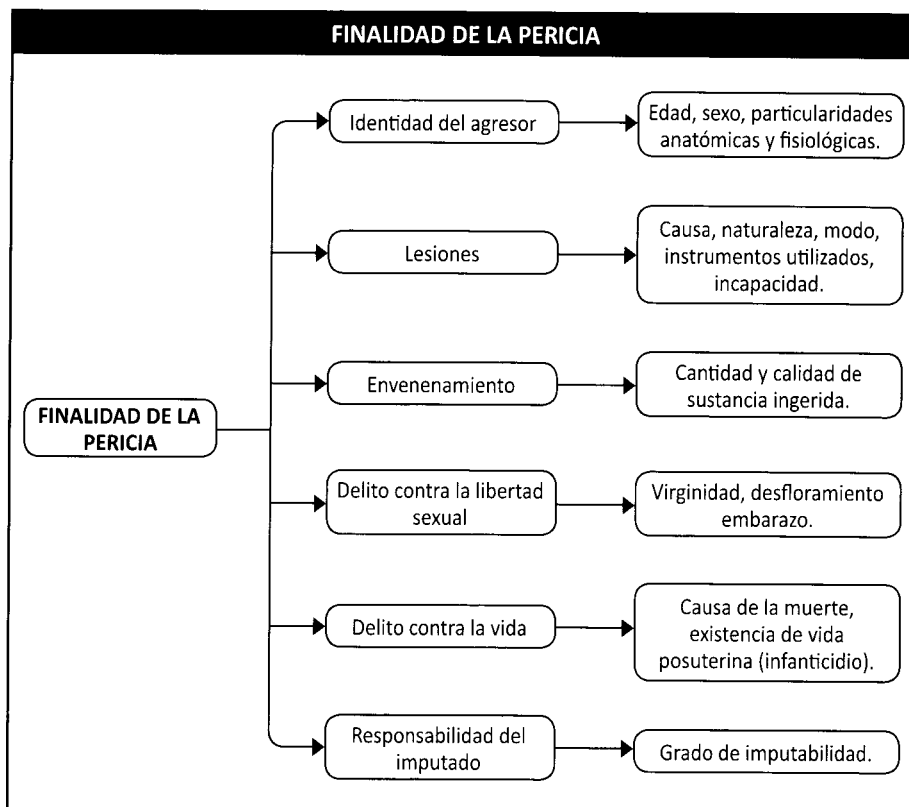 FINALIDAD DE LA PERICIA
Identidad del agresor
Edad, sexo, particularidades
anatómicas y fisiológicas.
Lesiones
Causa, naturaleza, modo,
instrumentos utilizados,
incapacidad.
Envenenamiento
Cantidad y calidad de
sustancia ingerida.
FINALIDAD DE LA
PERICIA
Delito contra la libertad
sexual
Virginidad, desfloramiento
embarazo.
Delito contra la vida
Causa de la muerte,
existencia de vida
posuterina (infanticidio).
Responsabilidad del
imputado
Grado de imputabilidad.